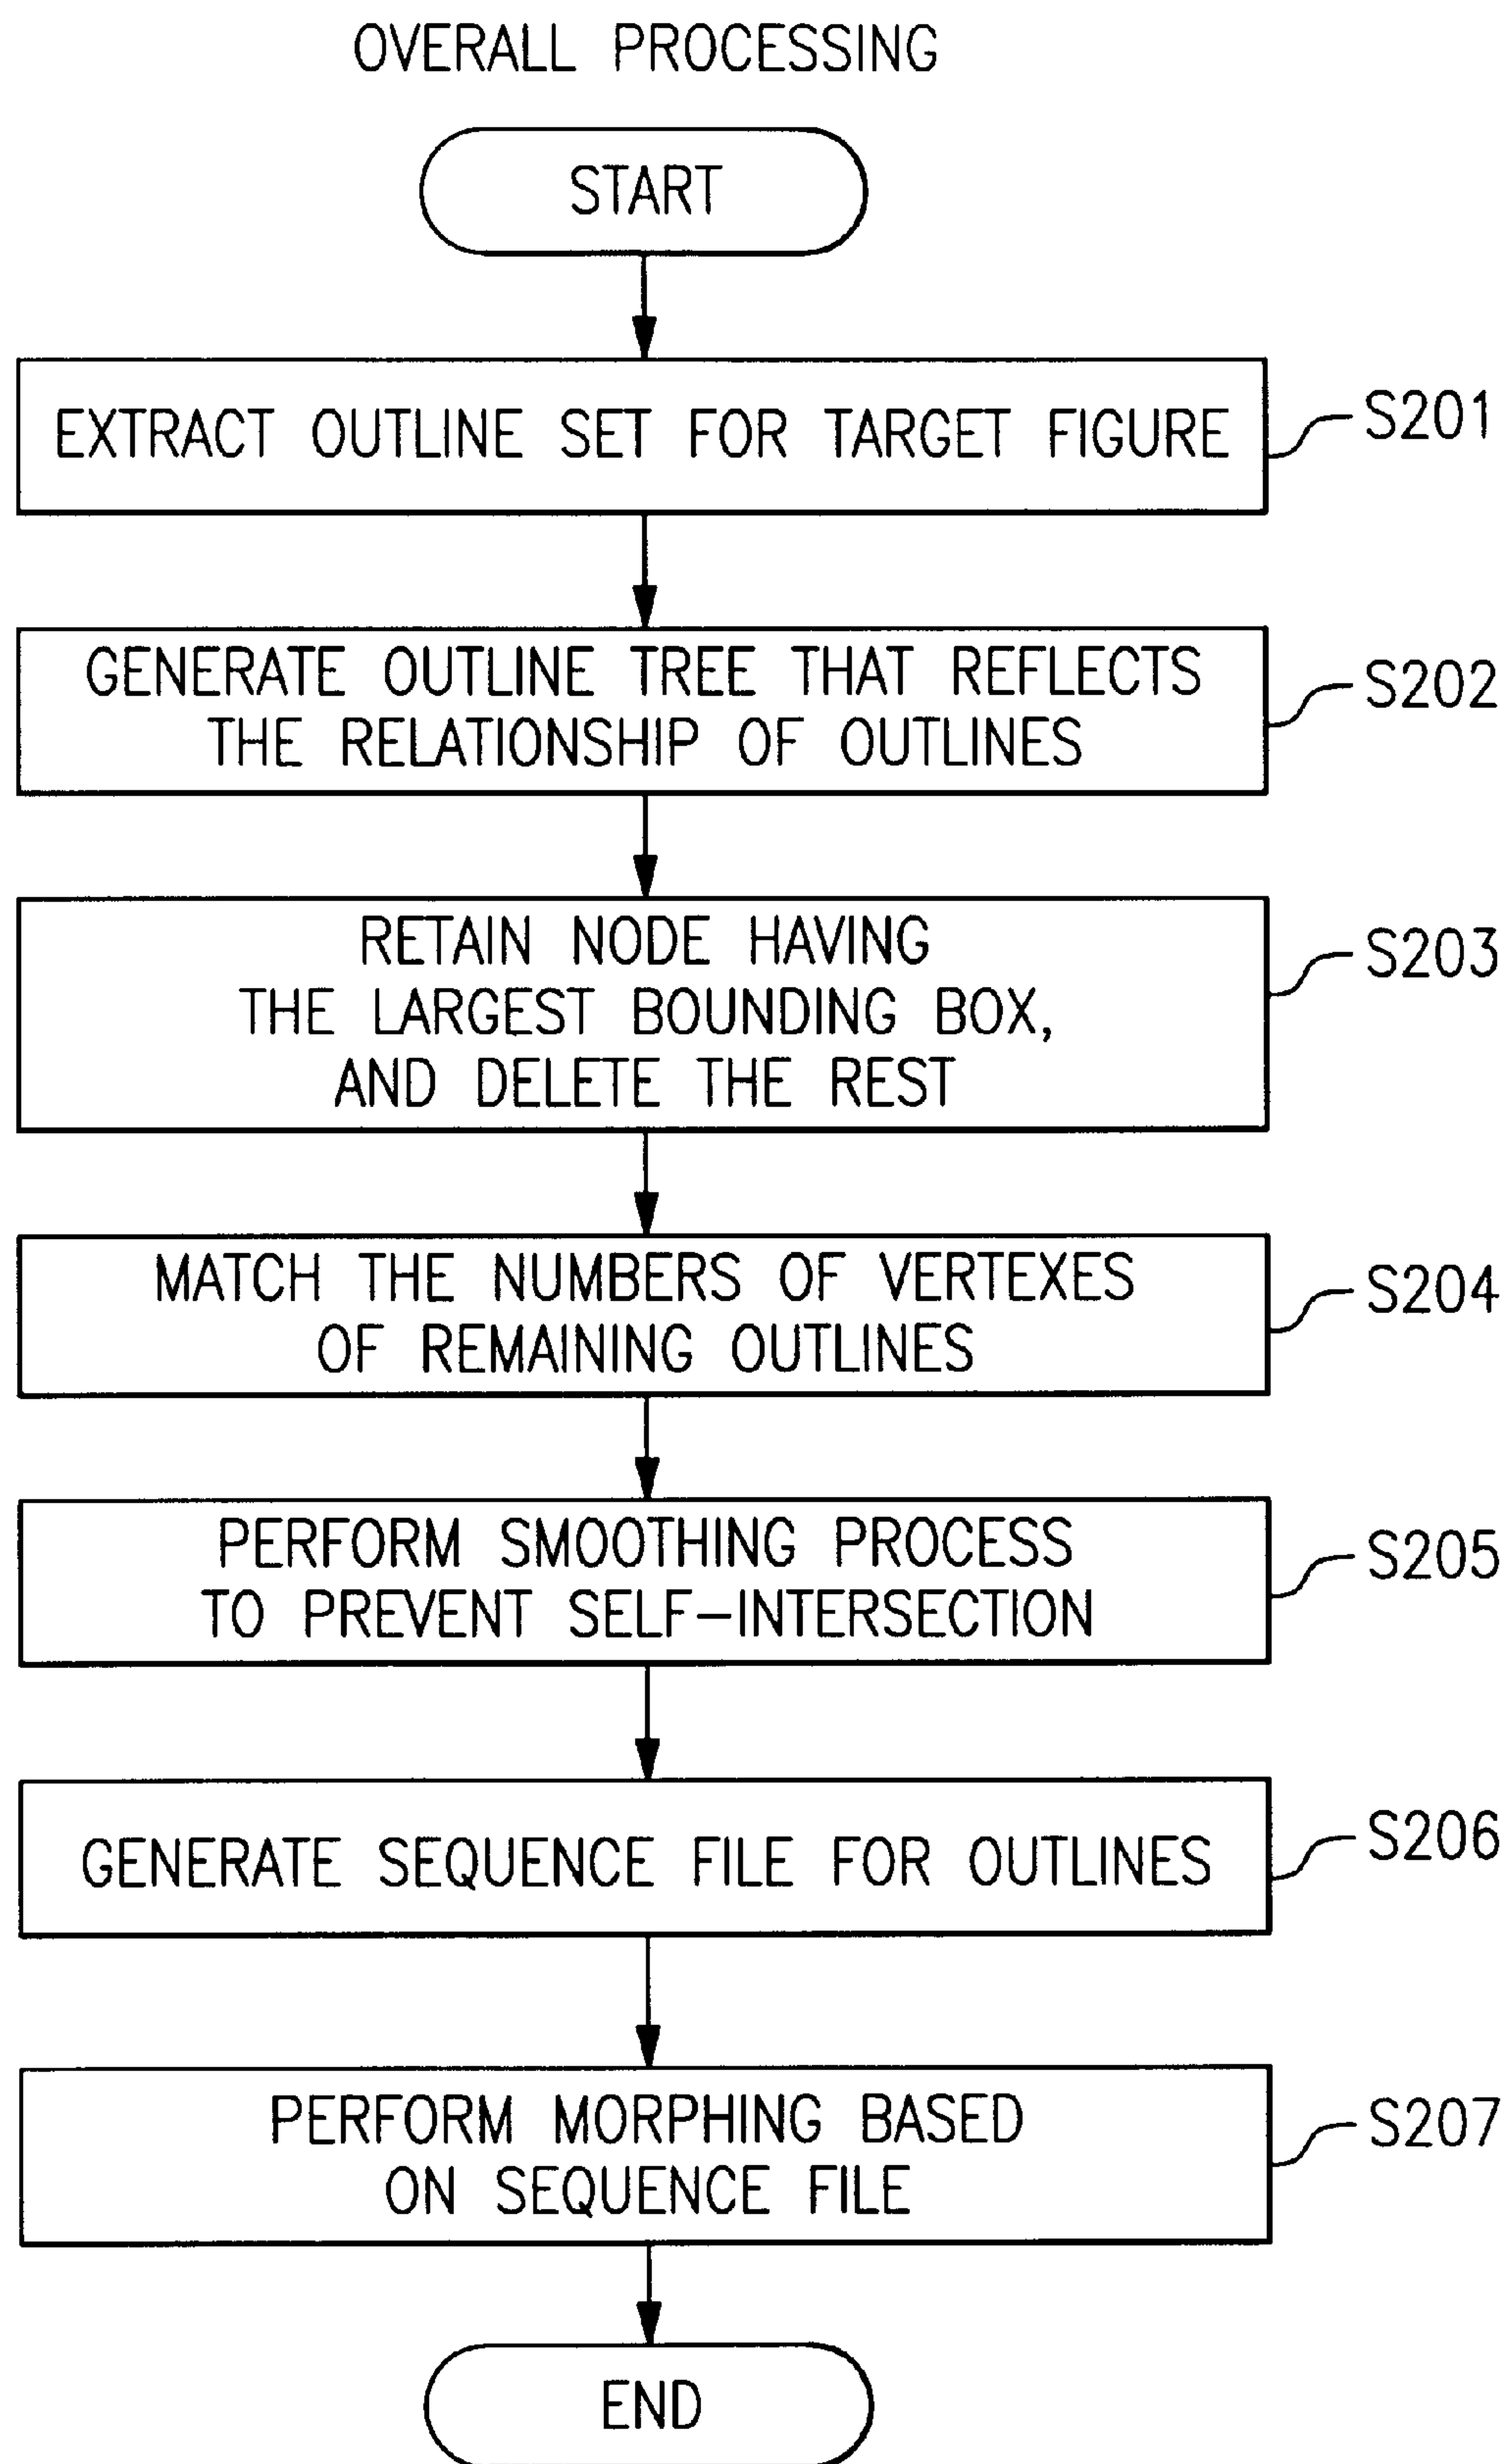 OVERALL PROCESSING
START
EXTRACT OUTLINE SET FOR TARGET FIGURE
S201
GENERATE OUTLINE TREE THAT REFLECTS
THE RELATIONSHIP OF OUTLINES
S202
RETAIN NODE HAVING
THE LARGEST BOUNDING BOX,
AND DELETE THE REST
S203
MATCH THE NUMBERS OF VERTEXES
OF REMAINING OUTLINES
S204
PERFORM SMOOTHING PROCESS
TO PREVENT SELF-INTERSECTION
S205
GENERATE SEQUENCE FILE FOR OUTLINES
S206
PERFORM MORPHING BASED
ON SEQUENCE FILE
S207
END